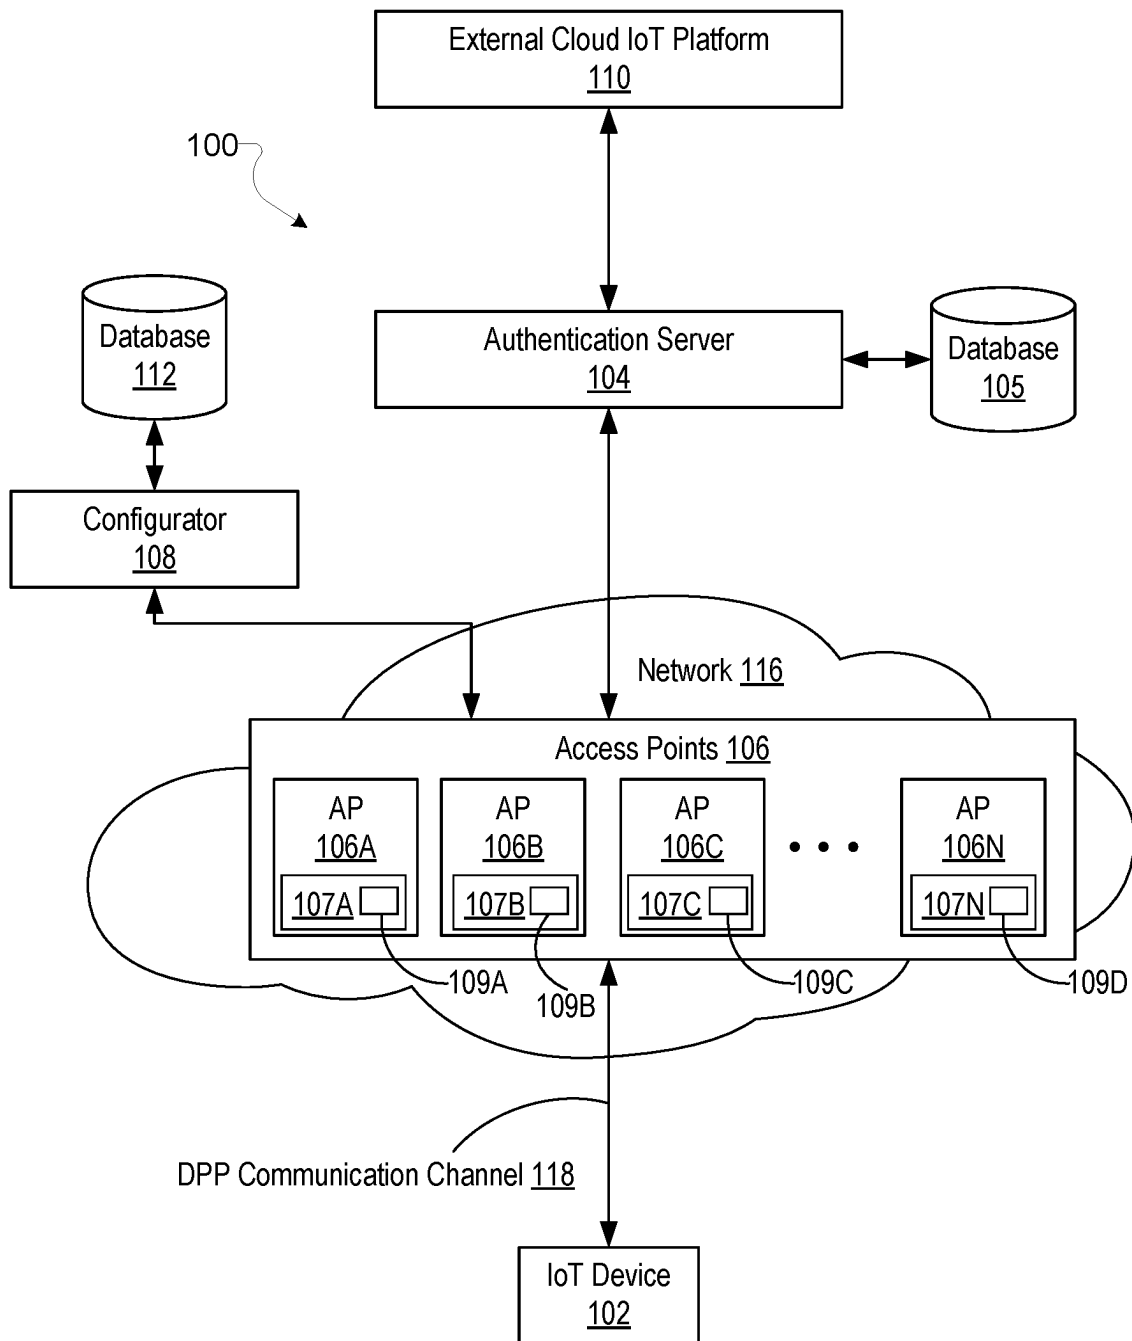 External Cloud IoT Platform
110
100
Database
112
Authentication Server
104
Database
105
Configurator
108
Network 116
Access Points 106
AP
106A
107A
AP
106B
107B
AP
106C
107C
• • •
AP
106N
107N
109A
109B
109C
109D
DPP Communication Channel 118
IoT Device
102